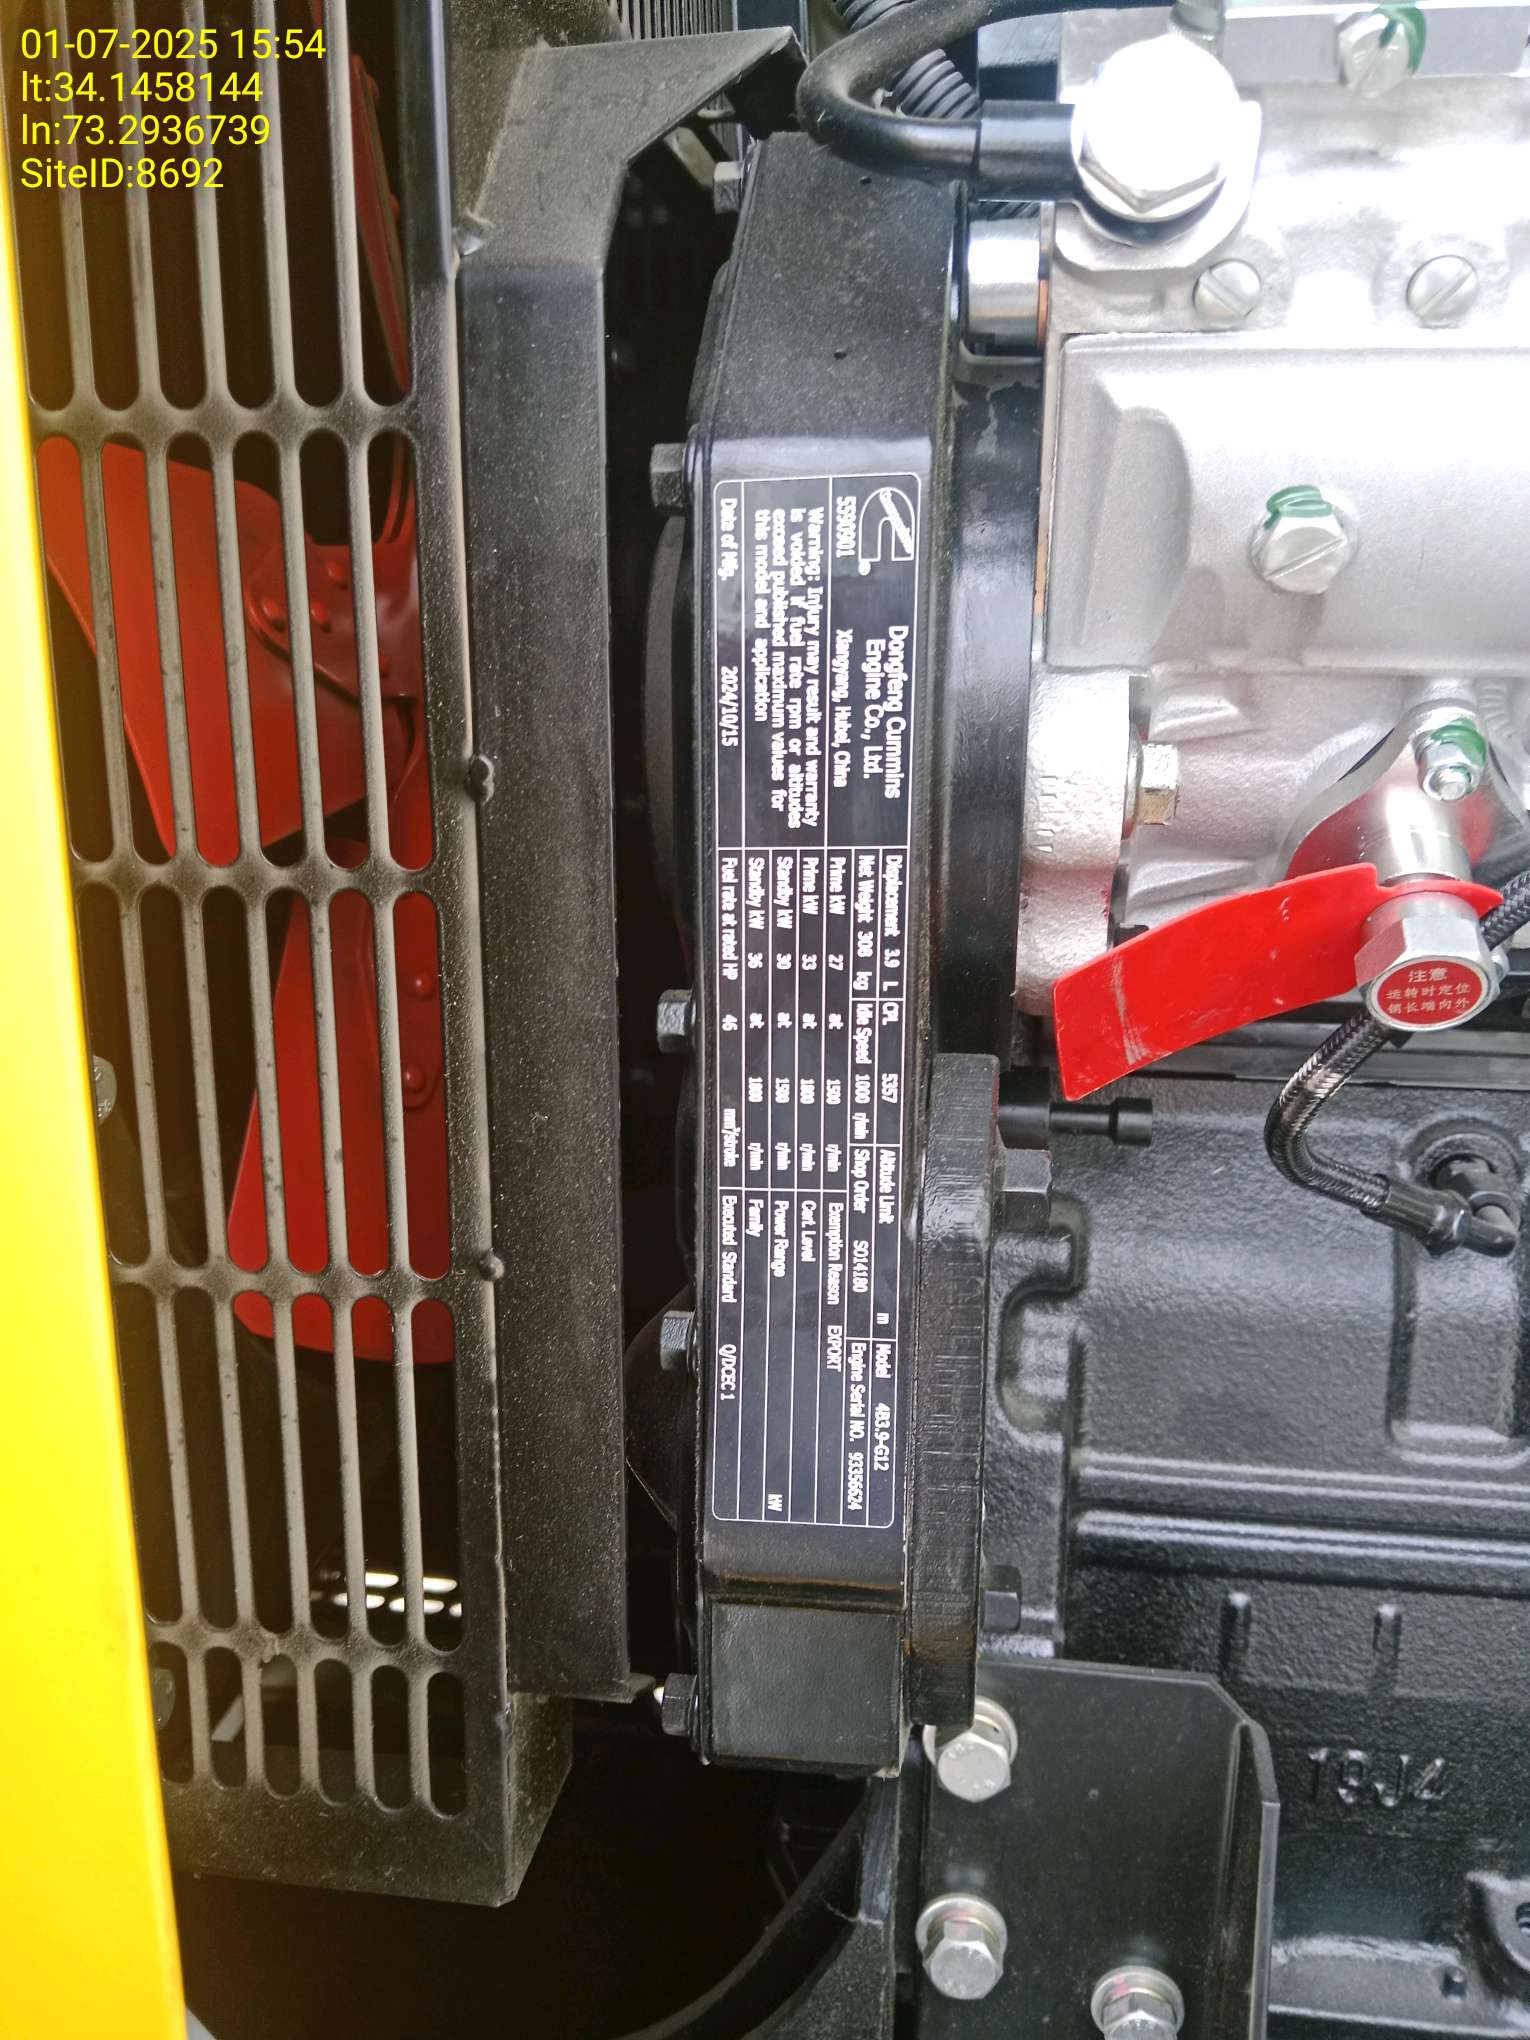 01-07-2025 15:54
lt:34.1458144
ln:73.2936739
SiteID:8692
Dongfeng Cummins
Engine Co., Ltd.
5590901 Xiangyang, Hubei, China
Warning: Injury may result and warranty
is voided if fuel rate rpm or altitudes
exceed published maximum values for
this model and application
Date of Mfg. 2024/10/15
Displacement 3.9 L CPL 5357 Altitude Limit m Model 4B3.9-G12
Net Weight 308 kg Idle Speed 1000 r/min Shop Order SO14180 Engine Serial NO. 93356624
Prime kW 27 at 1500 r/min Exemption Reason EXPORT
Prime kW 33 at 1800 r/min Cert. Level
Standby kW 30 at 1500 r/min Power Range kW
Standby kW 36 at 1800 r/min Family
Fuel rate at rated HP 46 mm³/stroke Executed Standard Q/DCEC 1
注意
运转时定位
销长端向外
T9J4